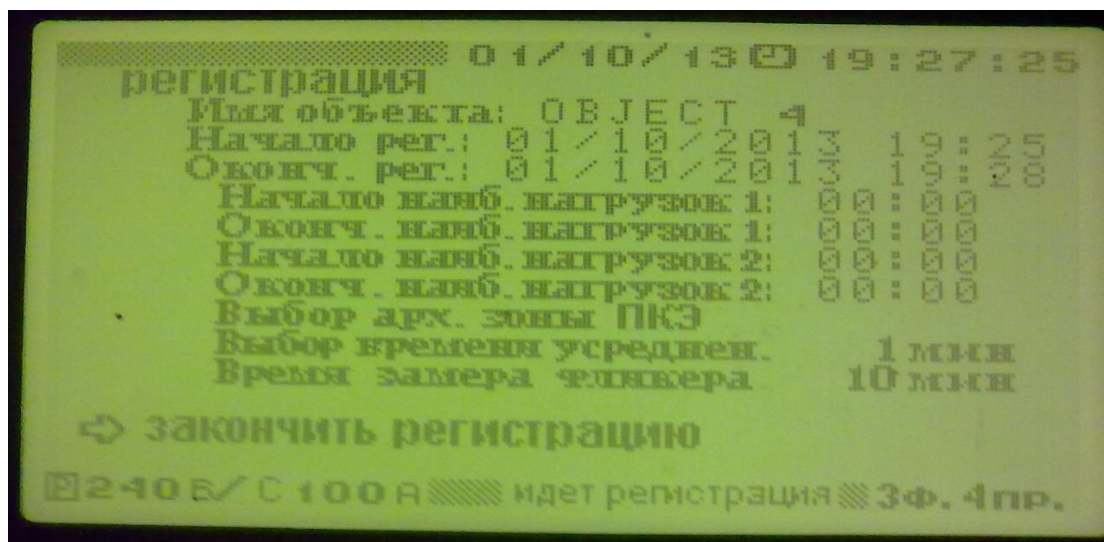 01/10/13 19:27:25
регистрация
Имя объекта: OBJECT 4
Начало рег.: 01/10/2013 19:25
Оконч. рег.: 01/10/2013 19:28
Начало наиб. нагрузок 1: 00:00
Оконч. наиб. нагрузок 1: 00:00
Начало наиб. нагрузок 2: 00:00
Оконч. наиб. нагрузок 2: 00:00
Выбор арх. зоны ПКЭ
Выбор времени усреднен. 1 мин
Время замера фликера 10 мин
закончить регистрацию
P 240В/ С 100А идет регистрация 3ф. 4пр.